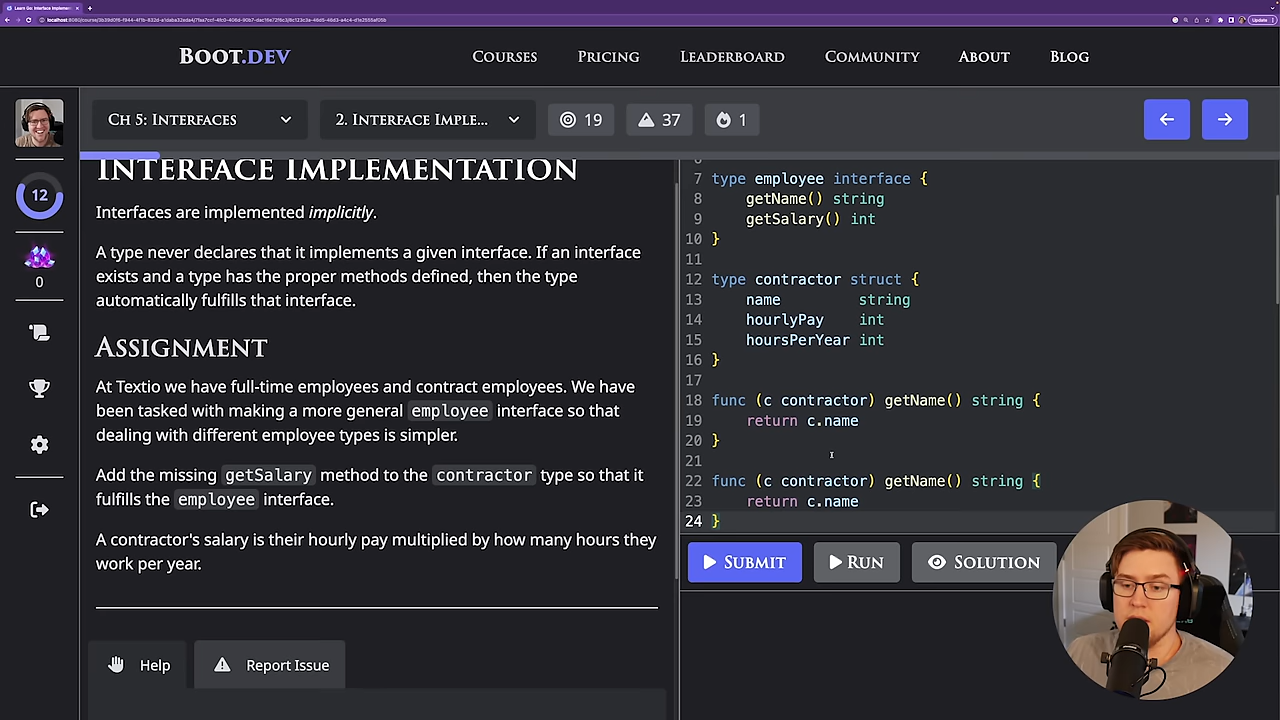 Learn Go: Interface Implement
BOOT.DEV
COURSES
PRICING
LEADERBOARD
COMMUNITY
ABOUT
BLOG
CH 5: INTERFACES
2. INTERFACE IMPLE...
19
37
1
12
0
INTERFACE IMPLEMENTATION
Interfaces are implemented implicitly.
A type never declares that it implements a given interface. If an interface
exists and a type has the proper methods defined, then the type
automatically fulfills that interface.
ASSIGNMENT
At Textio we have full-time employees and contract employees. We have
been tasked with making a more general employee interface so that
dealing with different employee types is simpler.
Add the missing getSalary method to the contractor type so that it
fulfills the employee interface.
A contractor's salary is their hourly pay multiplied by how many hours they
work per year.
Help
Report Issue
7 type employee interface {
8 getName() string
9 getSalary() int
10 }
11
12 type contractor struct {
13 name string
14 hourlyPay int
15 hoursPerYear int
16 }
17
18 func (c contractor) getName() string {
19 return c.name
20 }
21
22 func (c contractor) getName() string {
23 return c.name
24 }
SUBMIT
RUN
SOLUTION
Update